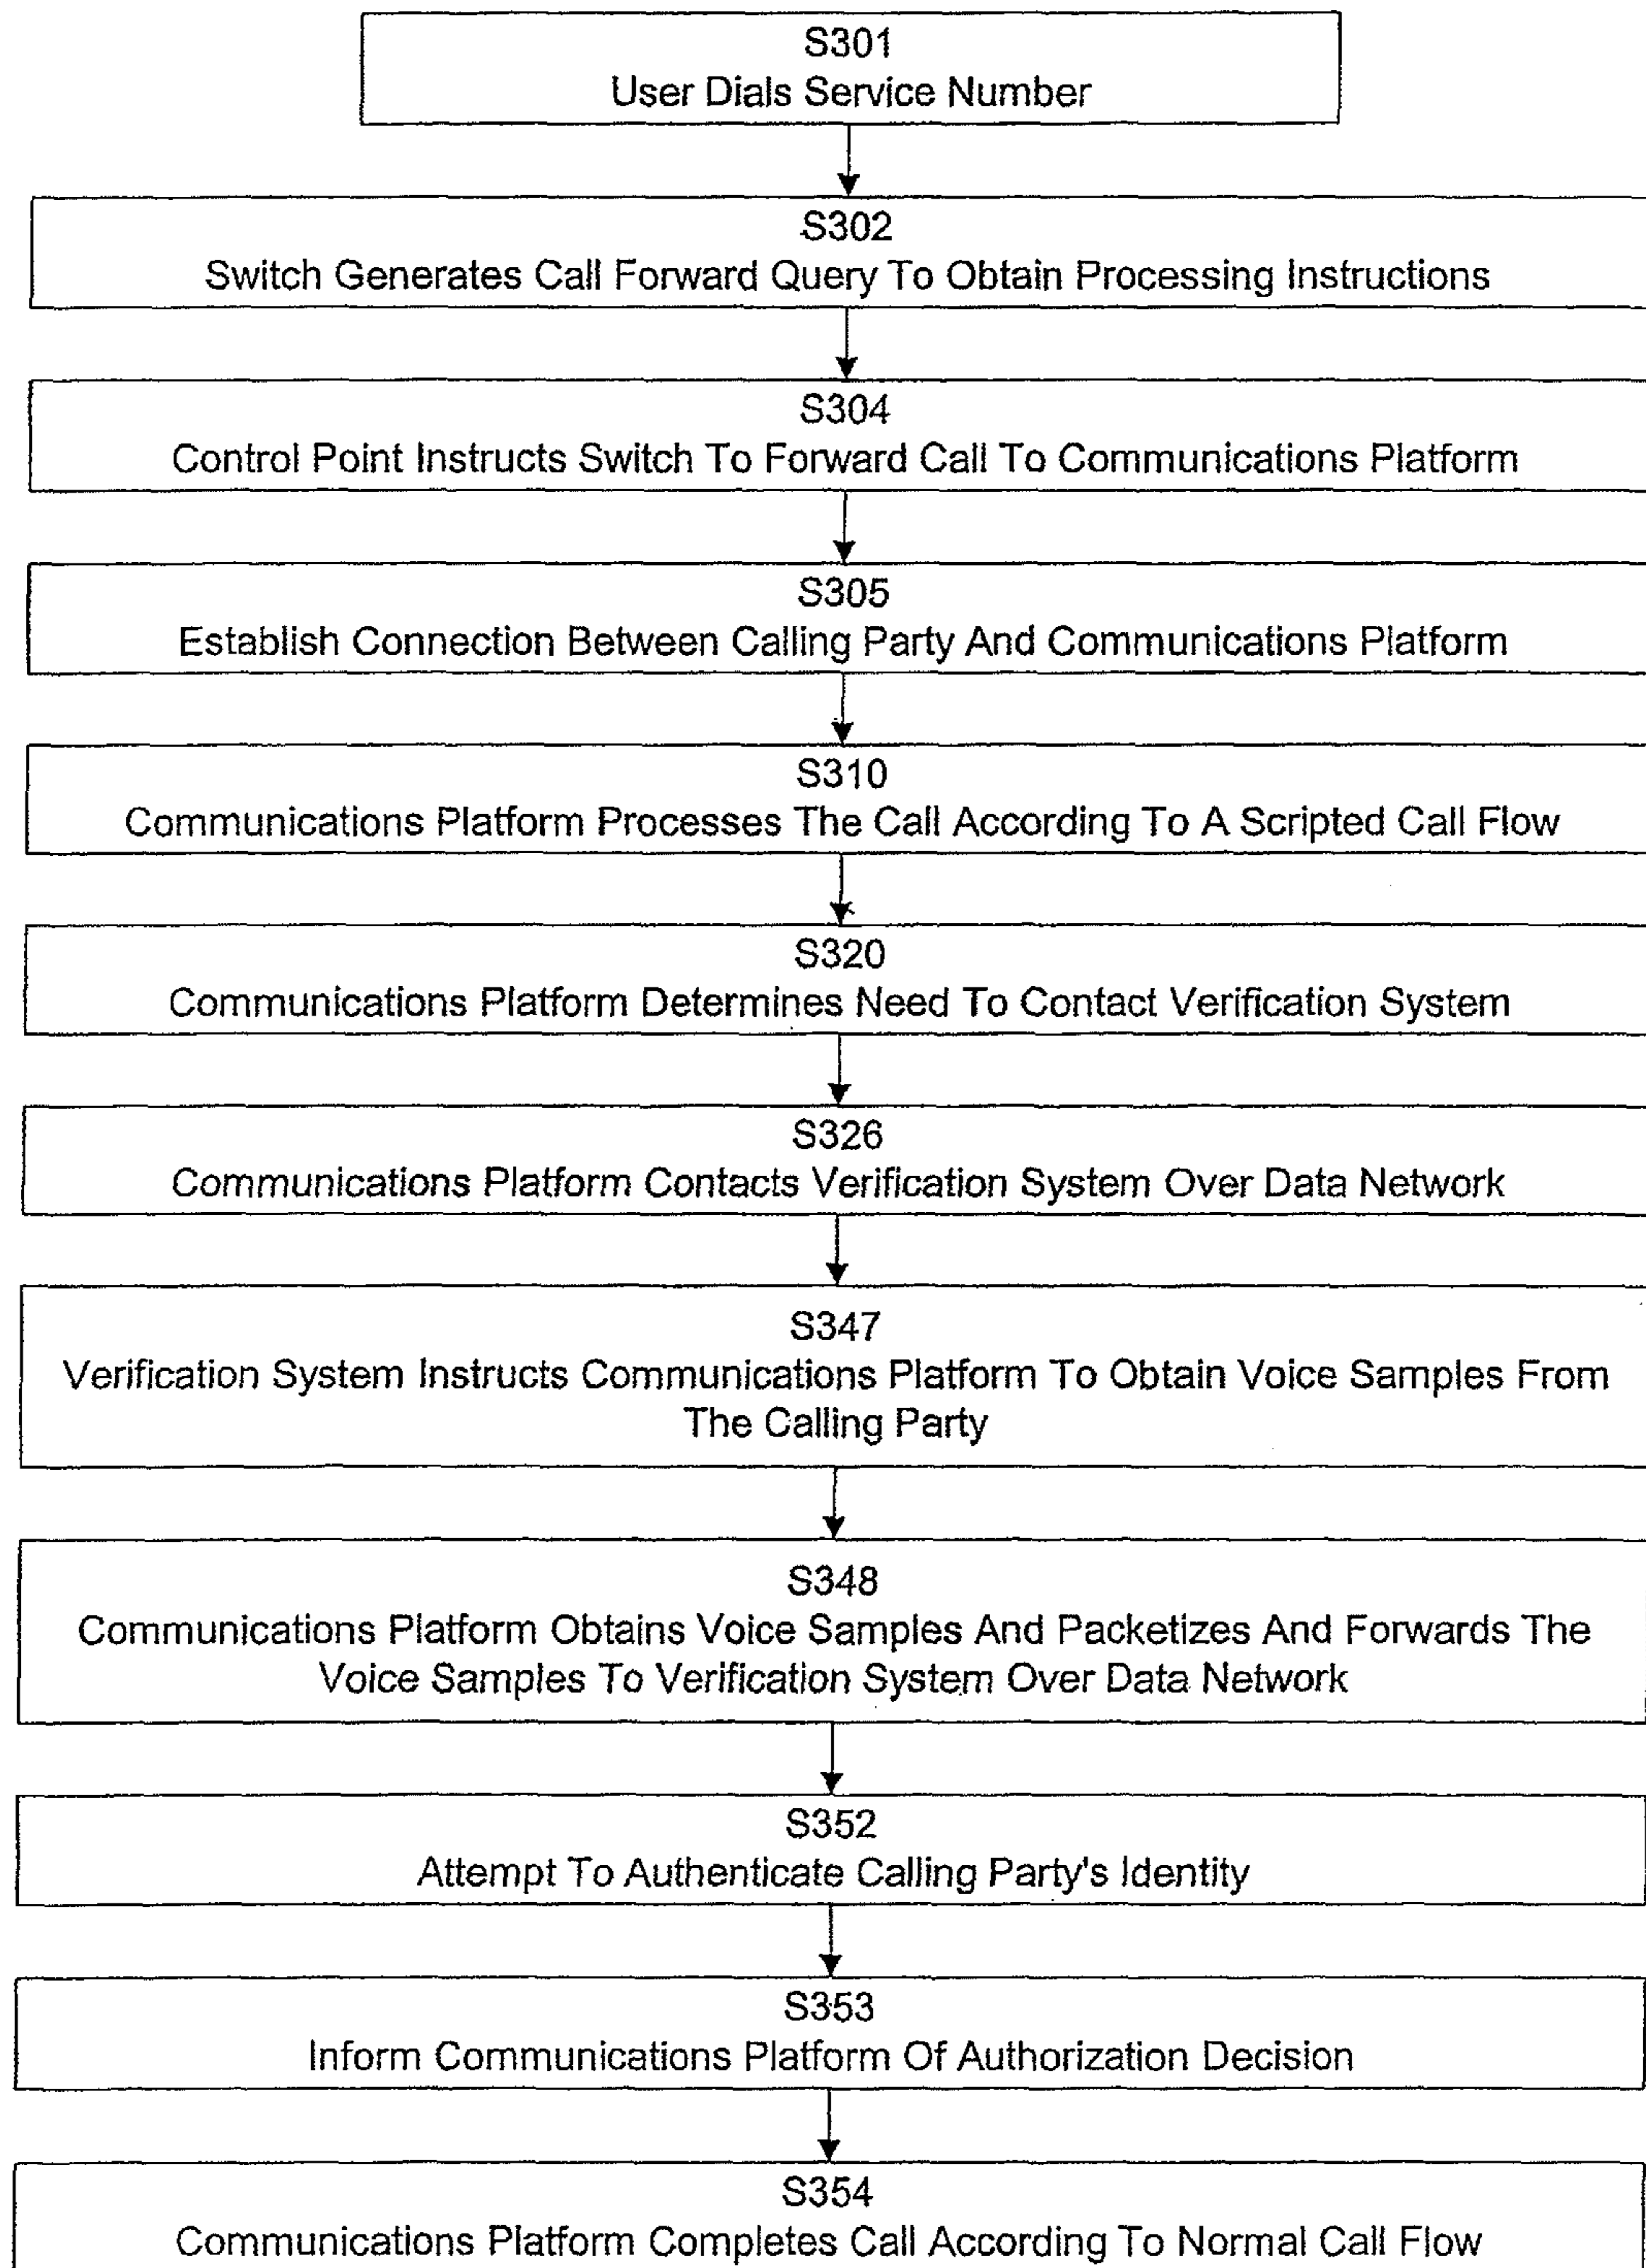 S301
User Dials Service Number
S302
Switch Generates Call Forward Query To Obtain Processing Instructions
S304
Control Point Instructs Switch To Forward Call To Communications Platform
S305
Establish Connection Between Calling Party And Communications Platform
S310
Communications Platform Processes The Call According To A Scripted Call Flow
S320
Communications Platform Determines Need To Contact Verification System
S326
Communications Platform Contacts Verification System Over Data Network
S347
Verification System Instructs Communications Platform To Obtain Voice Samples From
The Calling Party
S348
Communications Platform Obtains Voice Samples And Packetizes And Forwards The
Voice Samples To Verification System Over Data Network
S352
Attempt To Authenticate Calling Party's Identity
S353
Inform Communications Platform Of Authorization Decision
S354
Communications Platform Completes Call According To Normal Call Flow